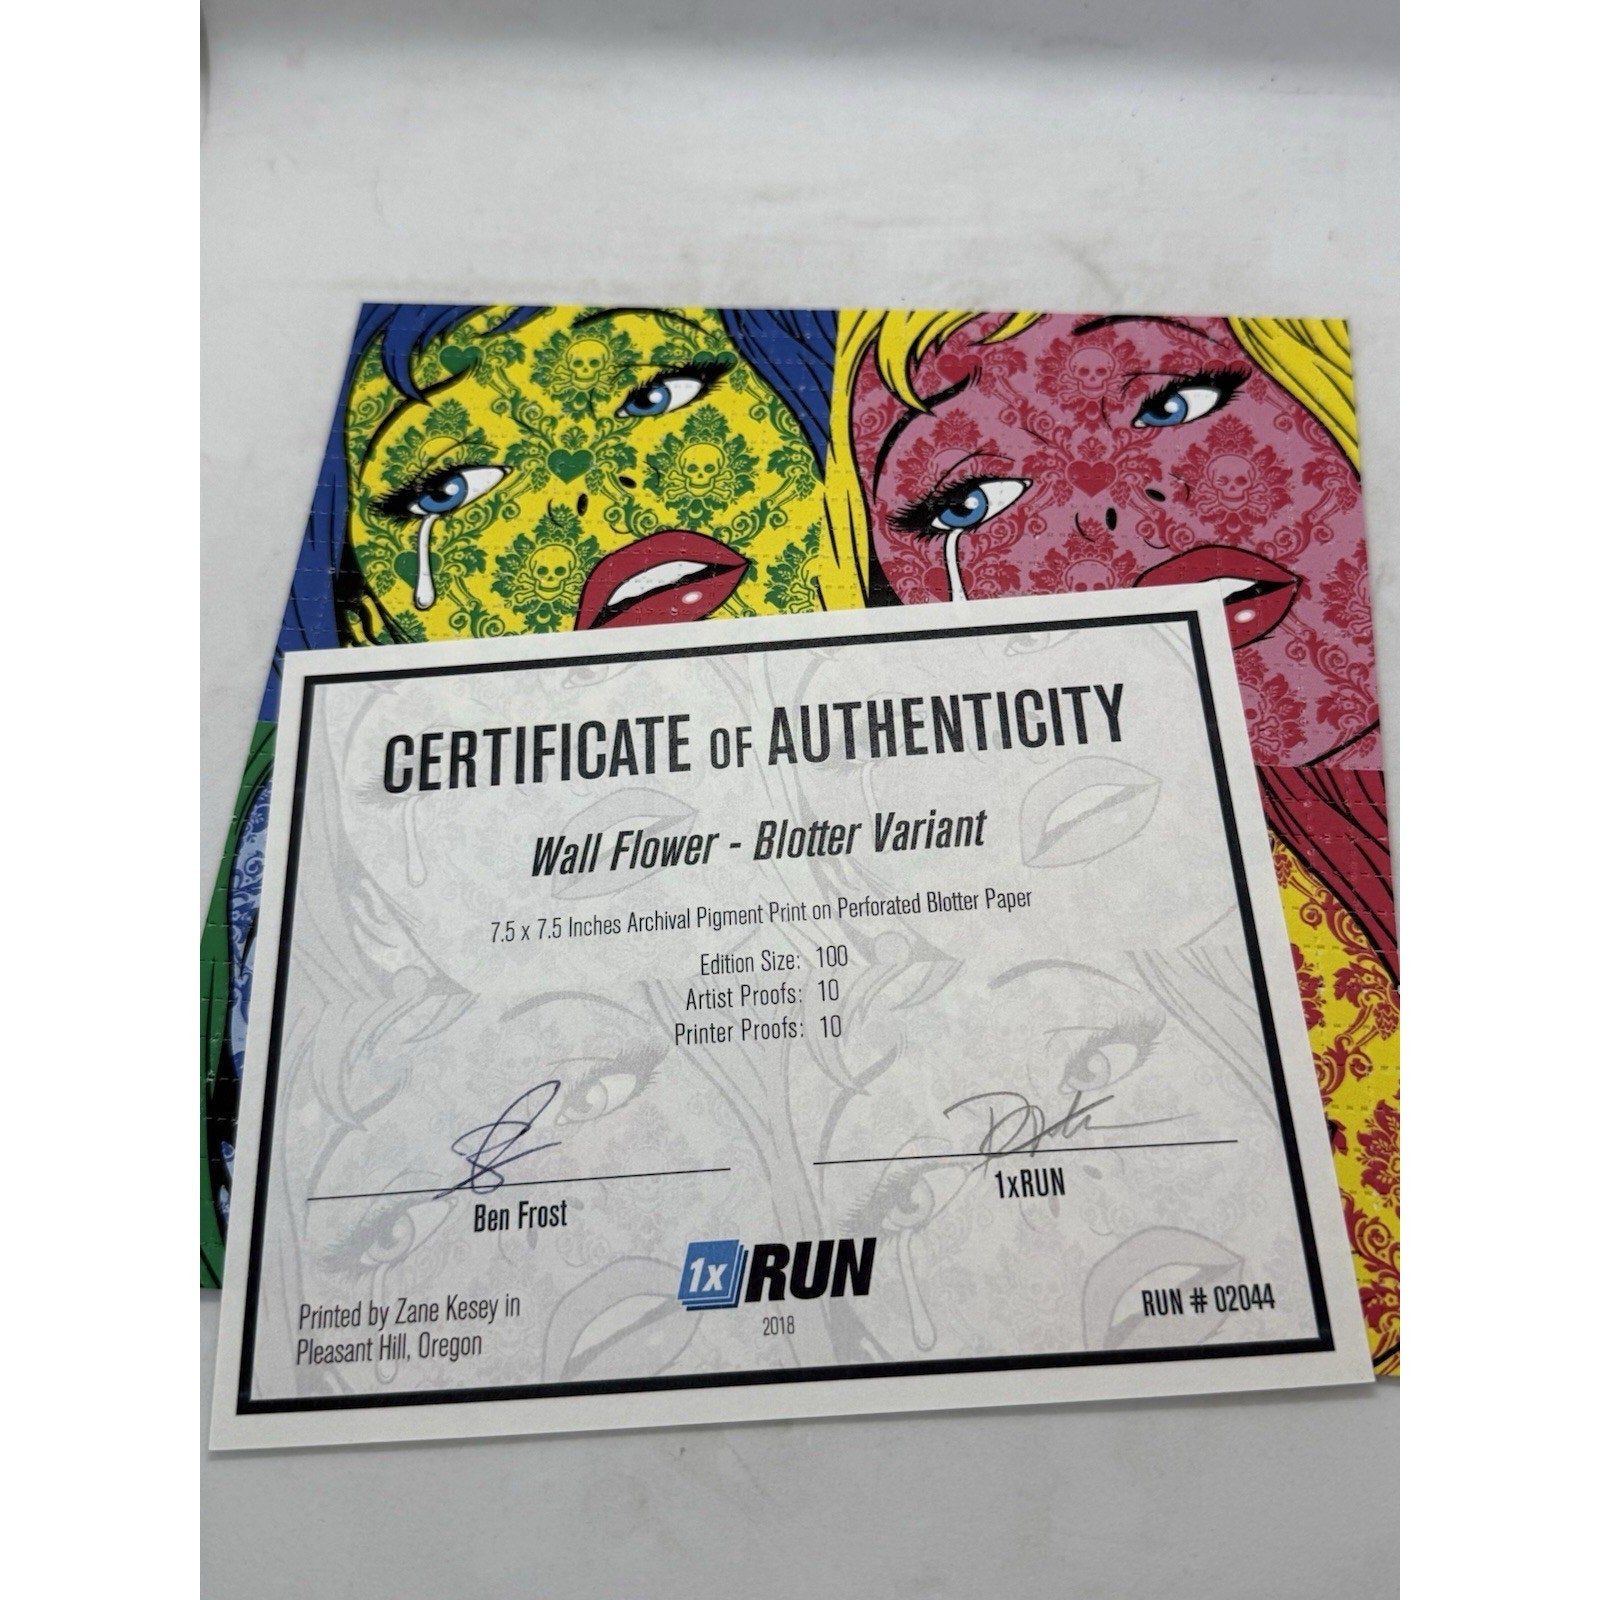 CERTIFICATE OF AUTHENTICITY
Wall Flower - Blotter Variant
7.5 x 7.5 Inches Archival Pigment Print on Perforated Blotter Paper
Edition Size: 100
Artist Proofs: 10
Printer Proofs: 10
Ben Frost
1xRUN
1x RUN
2018
Printed by Zane Kesey in
Pleasant Hill, Oregon
RUN # 02044